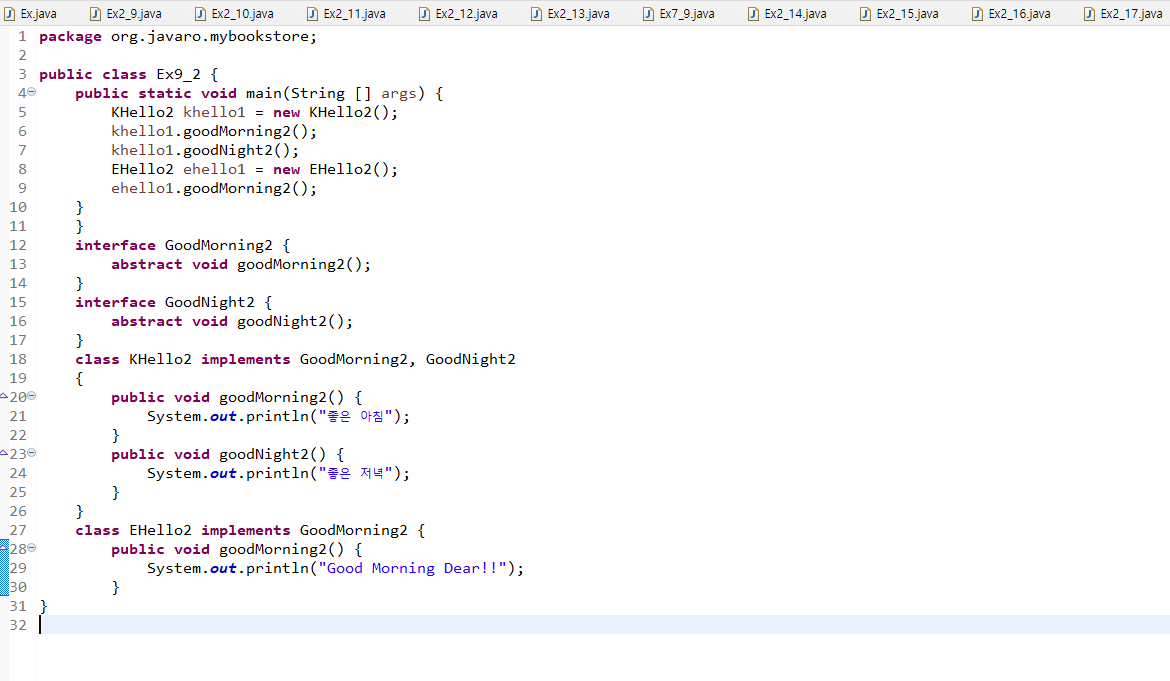 Ex.java Ex2_9.java Ex2_10.java Ex2_11.java Ex2_12.java Ex2_13.java Ex7_9.java Ex2_14.java Ex2_15.java Ex2_16.java Ex2_17.java
1 package org.javaro.mybookstore;
2
3 public class Ex9_2 {
4     public static void main(String [] args) {
5         KHello2 khello1 = new KHello2();
6         khello1.goodMorning2();
7         khello1.goodNight2();
8         EHello2 ehello1 = new EHello2();
9         ehello1.goodMorning2();
10     }
11     }
12     interface GoodMorning2 {
13         abstract void goodMorning2();
14     }
15     interface GoodNight2 {
16         abstract void goodNight2();
17     }
18     class KHello2 implements GoodMorning2, GoodNight2
19     {
20         public void goodMorning2() {
21             System.out.println("좋은 아침");
22         }
23         public void goodNight2() {
24             System.out.println("좋은 저녁");
25         }
26     }
27     class EHello2 implements GoodMorning2 {
28         public void goodMorning2() {
29             System.out.println("Good Morning Dear!!");
30         }
31 }
32